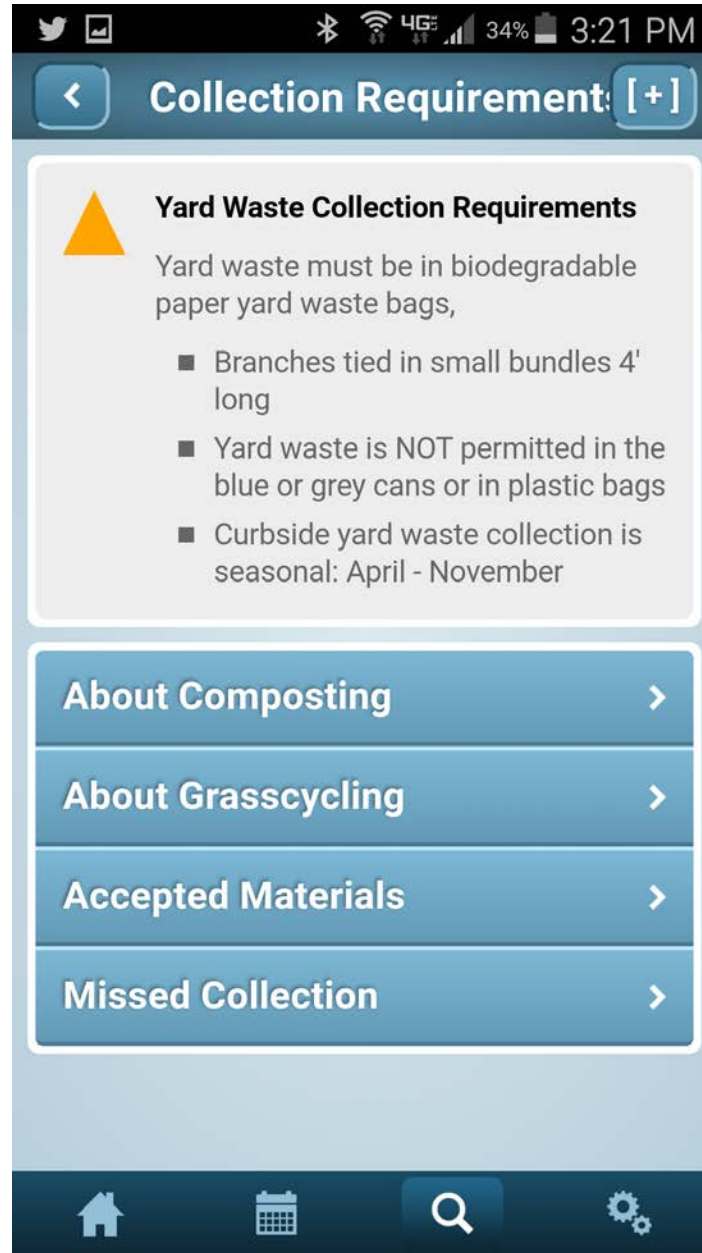 4G 34% 3:21 PM
Collection Requirements [+]
Yard Waste Collection Requirements
Yard waste must be in biodegradable
paper yard waste bags,
■ Branches tied in small bundles 4'
long
■ Yard waste is NOT permitted in the
blue or grey cans or in plastic bags
■ Curbside yard waste collection is
seasonal: April - November
About Composting
About Grasscycling
Accepted Materials
Missed Collection